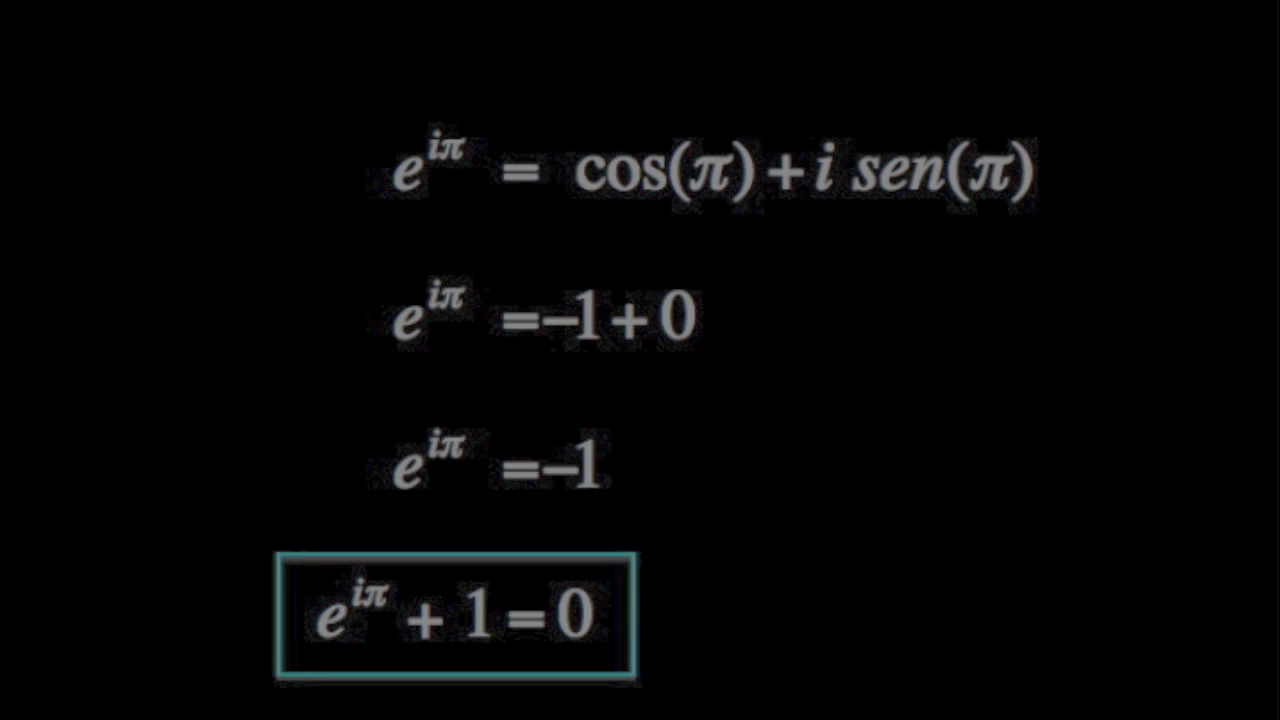 e^{iπ} = cos(π) + i sen(π)
e^{iπ} = –1 + 0
e^{iπ} = –1
e^{iπ} + 1 = 0